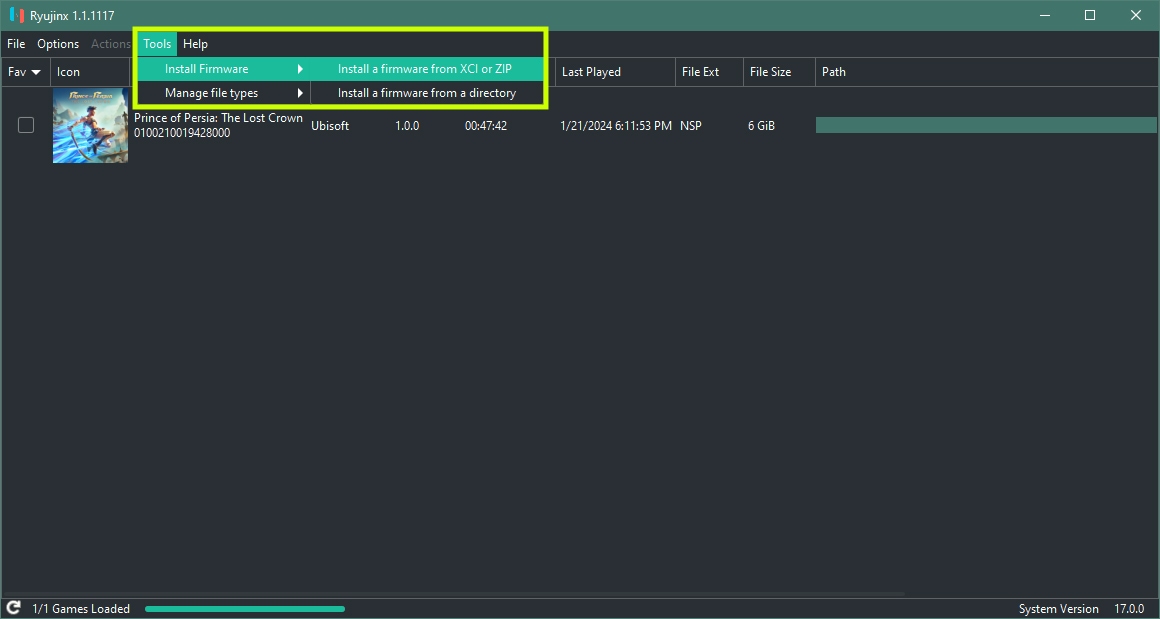 Ryujinx 1.1.1117
File Options Actions Tools Help
Install Firmware Install a firmware from XCI or ZIP
Manage file types Install a firmware from a directory
Fav Icon Last Played File Ext File Size Path
Prince of Persia
Prince of Persia: The Lost Crown
0100210019428000
Ubisoft 1.0.0 00:47:42 1/21/2024 6:11:53 PM NSP 6 GiB
1/1 Games Loaded System Version 17.0.0